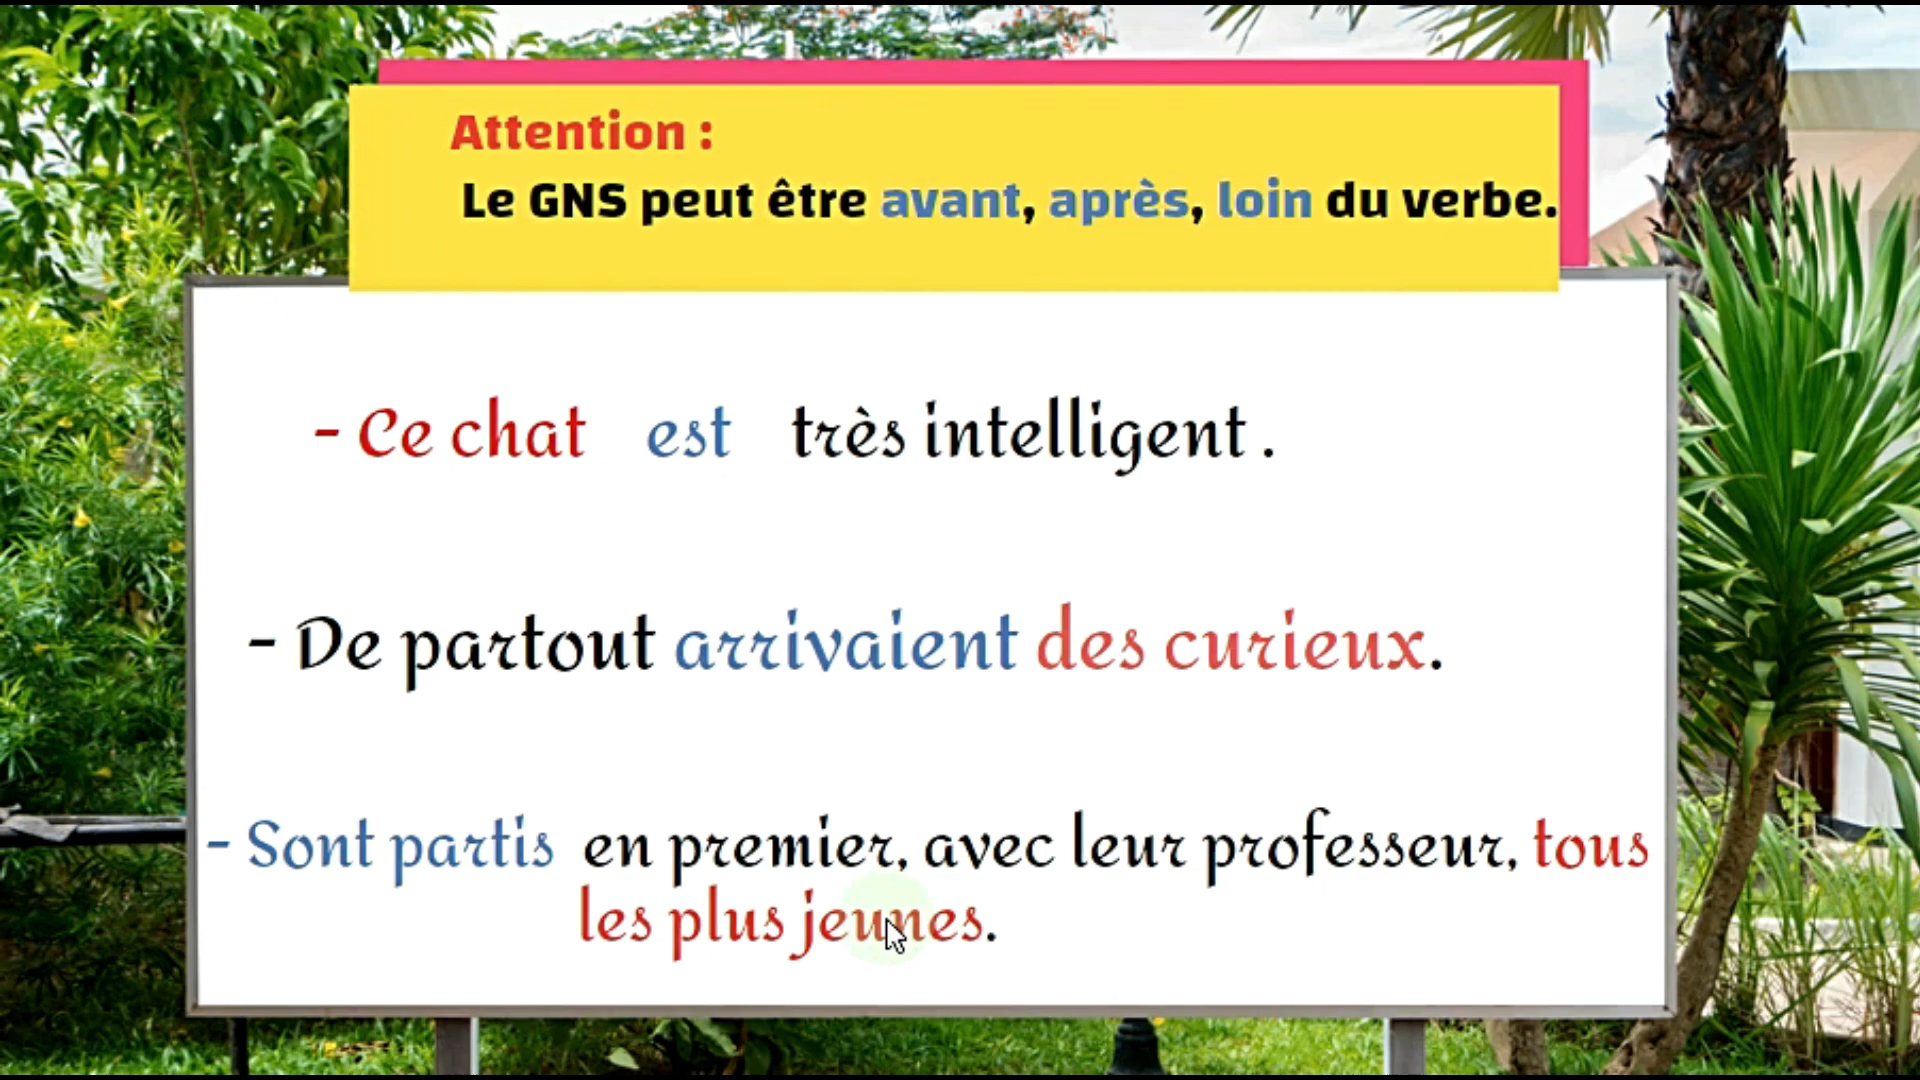 Attention :
Le GNS peut être avant, après, loin du verbe.
- Ce chat est très intelligent .
- De partout arrivaient des curieux.
- Sont partis en premier, avec leur professeur, tous
les plus jeunes.